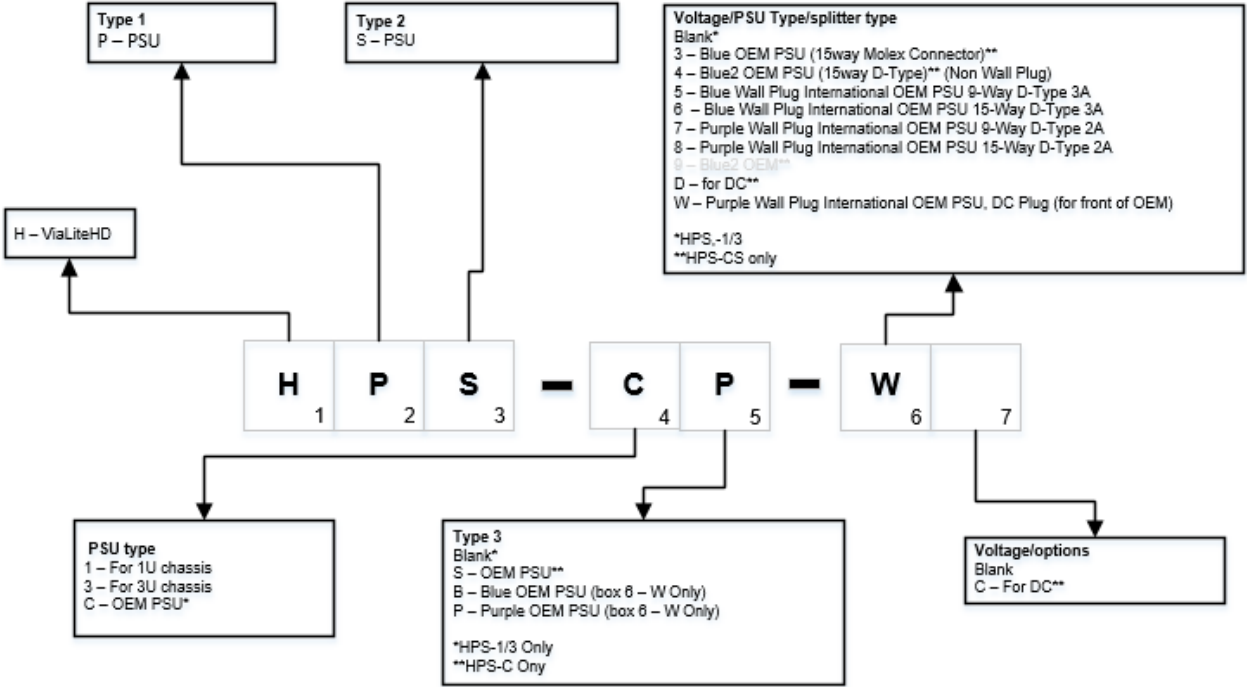 Type 1
P – PSU
Type 2
S – PSU
Voltage/PSU Type/splitter type
Blank*
3 – Blue OEM PSU (15way Molex Connector)**
4 – Blue2 OEM PSU (15way D-Type)** (Non Wall Plug)
5 – Blue Wall Plug International OEM PSU 9-Way D-Type 3A
6 – Blue Wall Plug International OEM PSU 15-Way D-Type 3A
7 – Purple Wall Plug International OEM PSU 9-Way D-Type 2A
8 – Purple Wall Plug International OEM PSU 15-Way D-Type 2A
9 – Blue2 OEM**
D – for DC**
W – Purple Wall Plug International OEM PSU, DC Plug (for front of OEM)
*HPS,-1/3
**HPS-CS only
H – ViaLiteHD
H P S – C P – W
1 2 3 4 5 6 7
PSU type
1 – For 1U chassis
3 – For 3U chassis
C – OEM PSU*
Type 3
Blank*
S – OEM PSU**
B – Blue OEM PSU (box 6 – W Only)
P – Purple OEM PSU (box 6 – W Only)
*HPS-1/3 Only
**HPS-C Ony
Voltage/options
Blank
C – For DC**